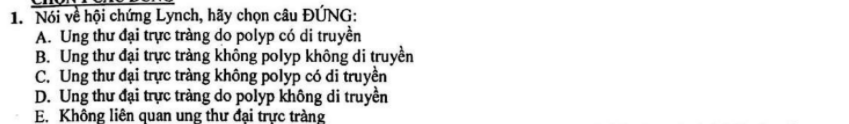 1. Nói về hội chứng Lynch, hãy chọn câu ĐÚNG:
A. Ung thư đại trực tràng do polyp có di truyền
B. Ung thư đại trực tràng không polyp không di truyền
C. Ung thư đại trực tràng không polyp có di truyền
D. Ung thư đại trực tràng do polyp không di truyền
E. Không liên quan ung thư đại trực tràng